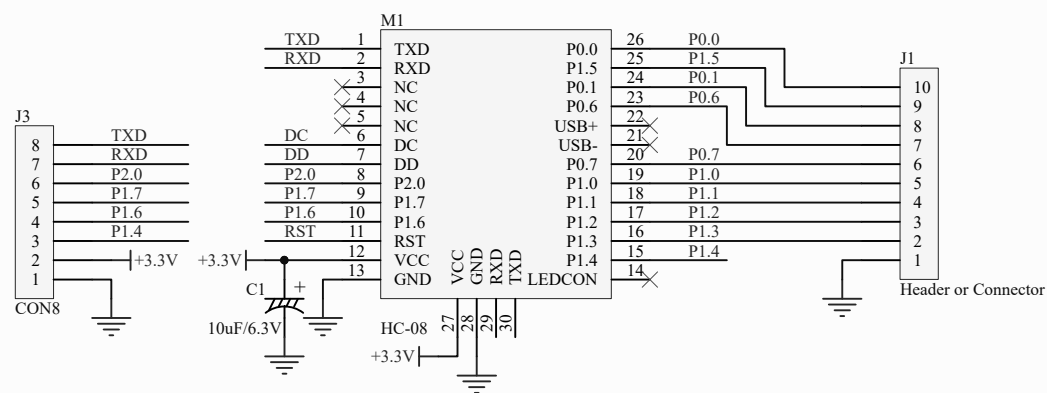 M1
TXD 1 TXD P0.0 26 P0.0
RXD 2 RXD P1.5 25 P1.5 J1
3 NC P0.1 24 P0.1 10
4 NC P0.6 23 P0.6 9
J3 5 NC USB+ 22 8
8 TXD DC 6 DC USB- 21 7
7 RXD DD 7 DD P0.7 20 P0.7 6
6 P2.0 P2.0 8 P2.0 P1.0 19 P1.0 5
5 P1.7 P1.7 9 P1.7 P1.1 18 P1.1 4
4 P1.6 P1.6 10 P1.6 P1.2 17 P1.2 3
3 P1.4 RST 11 RST P1.3 16 P1.3 2
2 +3.3V +3.3V 12 VCC P1.4 15 P1.4 1
1 13 GND LEDCON 14
VCC GND RXD TXD
CON8 C1 + Header or Connector
10uF/6.3V HC-08 27 28 29 30
+3.3V